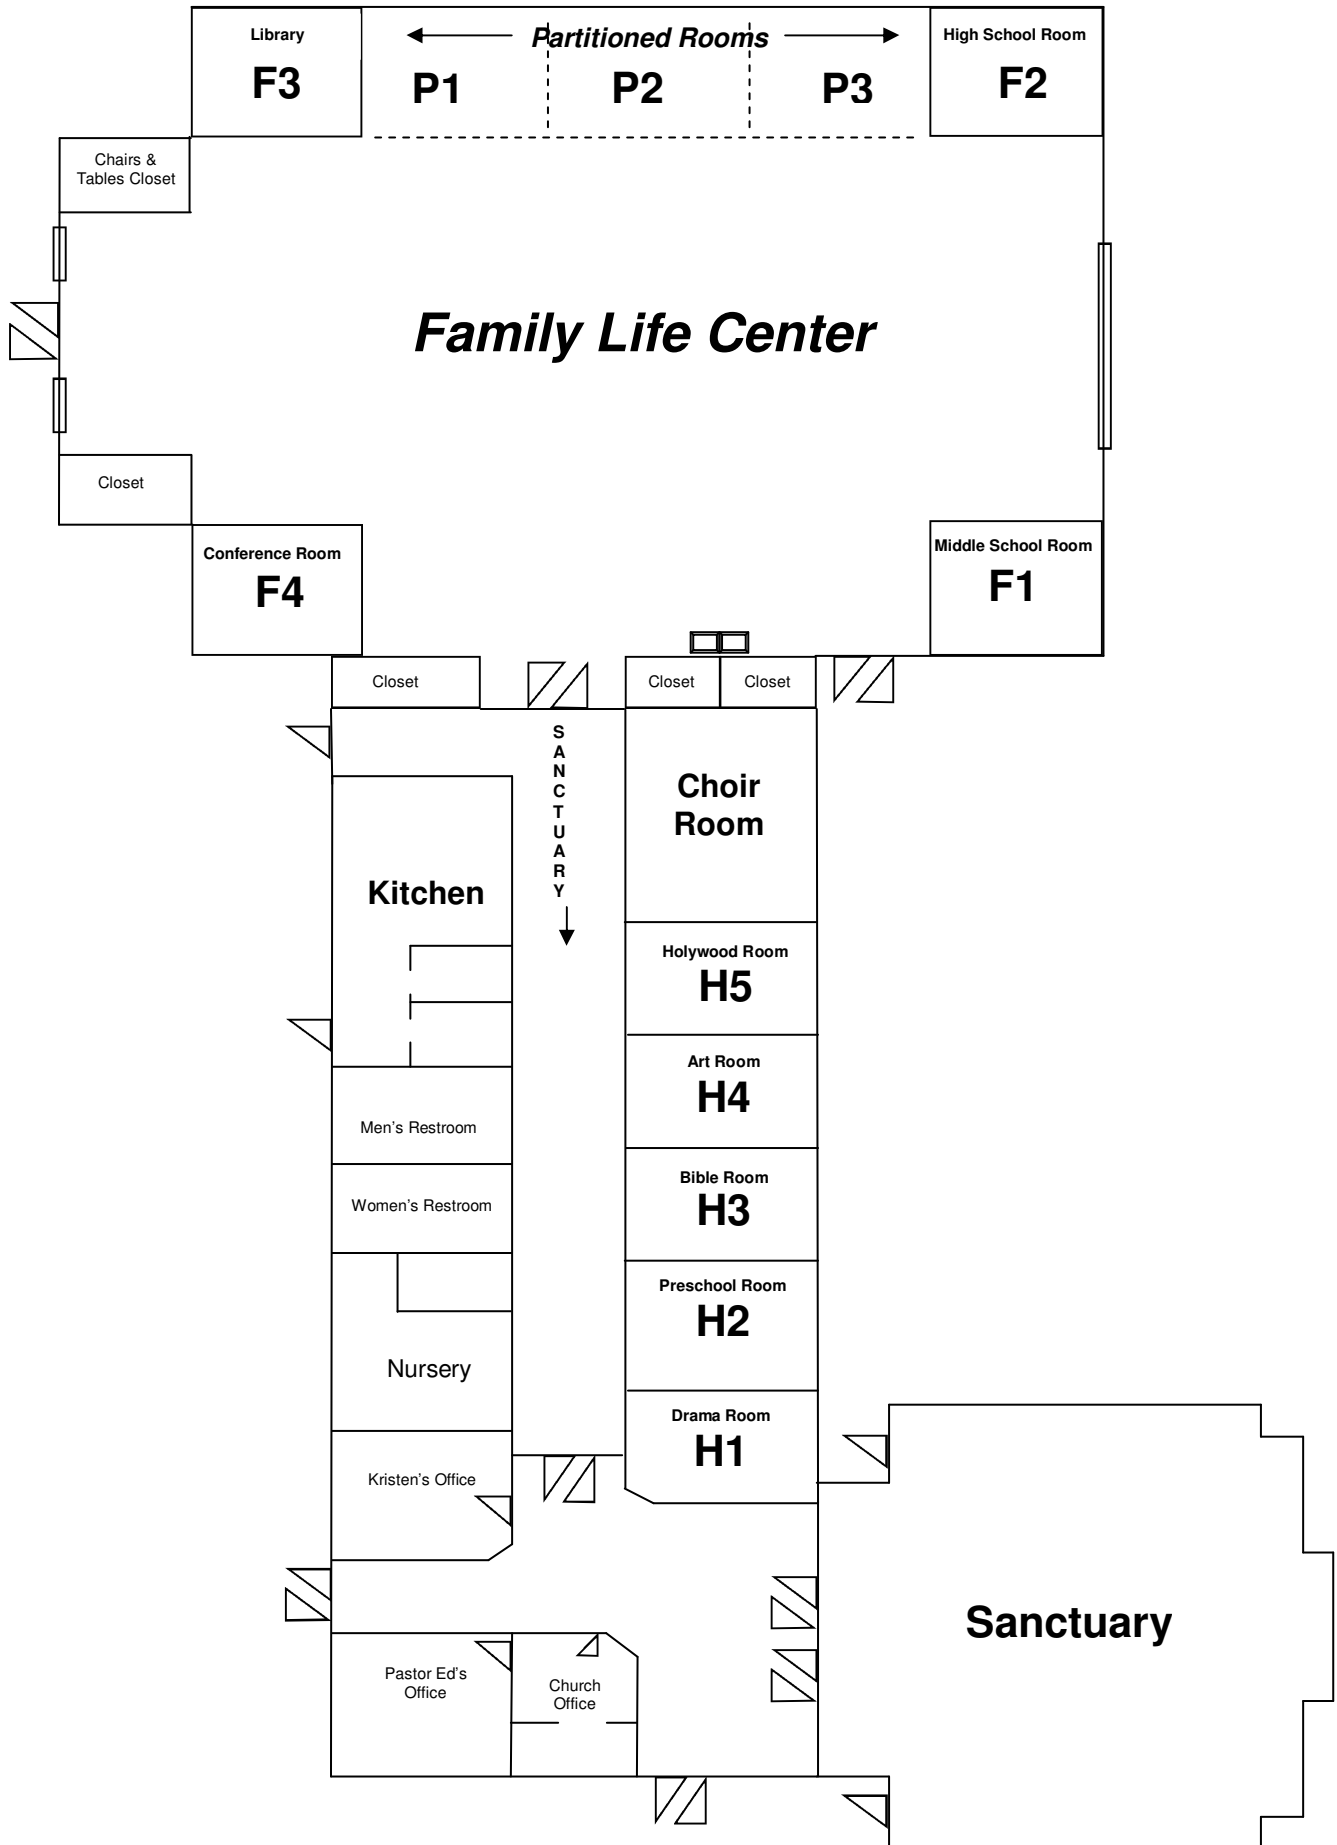 Library
F3
Partitioned Rooms
P1
P2
P3
High School Room
F2
Chairs &
Tables Closet
Family Life Center
Closet
Conference Room
F4
Middle School Room
F1
Closet
Closet
Closet
SANCTUARY
Choir
Room
Kitchen
Holywood Room
H5
Art Room
H4
Men's Restroom
Bible Room
H3
Women's Restroom
Preschool Room
H2
Nursery
Drama Room
H1
Kristen's Office
Sanctuary
Pastor Ed's
Office
Church
Office